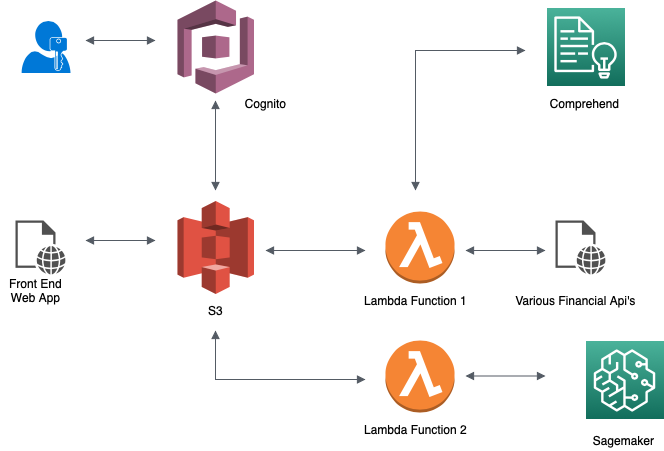 Cognito
Comprehend
Front End
Web App
S3
Lambda Function 1
Various Financial Api's
Lambda Function 2
Sagemaker